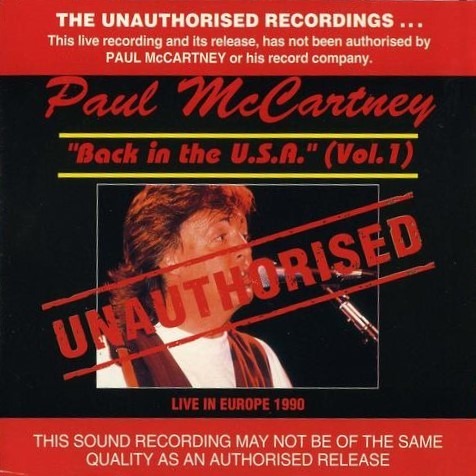 THE UNAUTHORISED RECORDINGS ...
This live recording and its release, has not been authorised by
PAUL McCARTNEY or his record company.
Paul McCartney
"Back in the U.S.A." (Vol.1)
UNAUTHORISED
LIVE IN EUROPE 1990
THIS SOUND RECORDING MAY NOT BE OF THE SAME
QUALITY AS AN AUTHORISED RELEASE